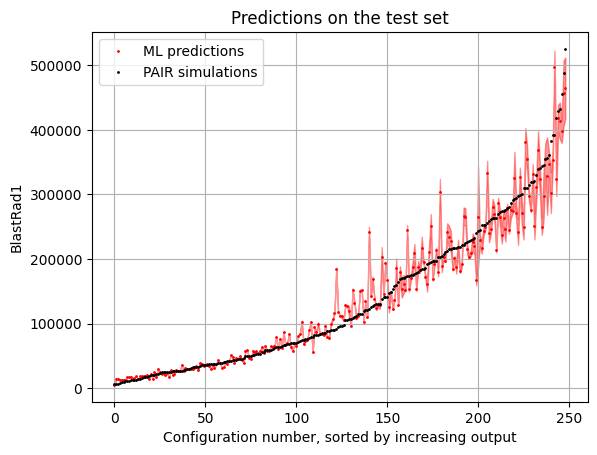 Predictions on the test set
ML predictions
PAIR simulations
500000
400000
300000
200000
100000
0
BlastRad1
0 50 100 150 200 250
Configuration number, sorted by increasing output